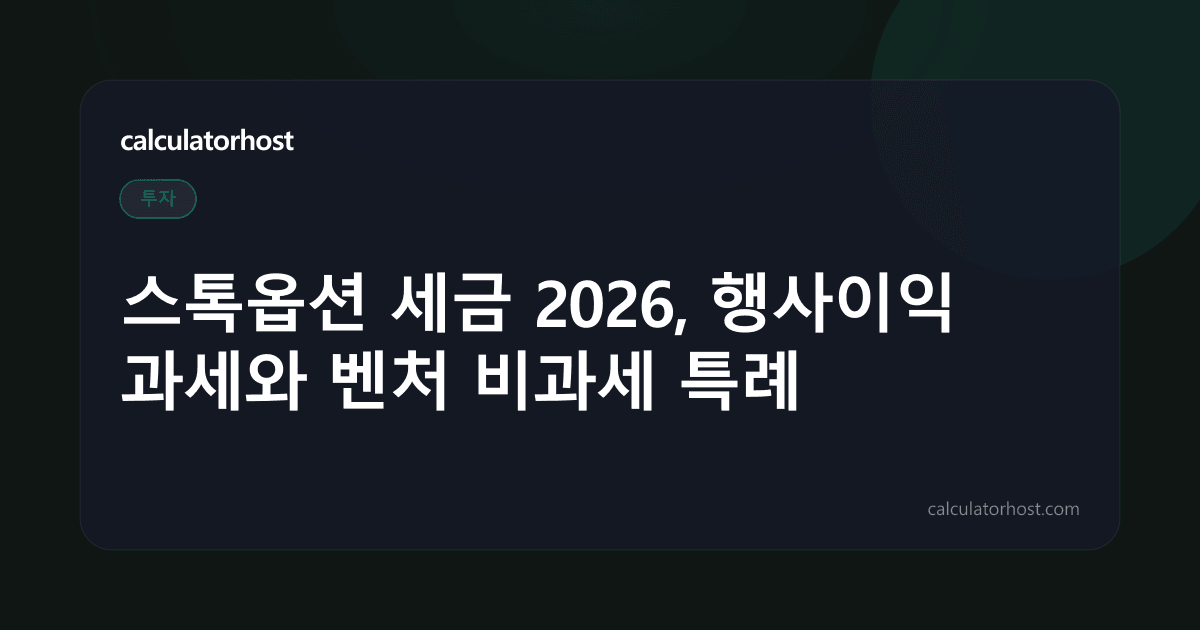 calculatorhost
투자
스톡옵션 세금 2026, 행사이익
과세와 벤처 비과세 특례
calculatorhost.com